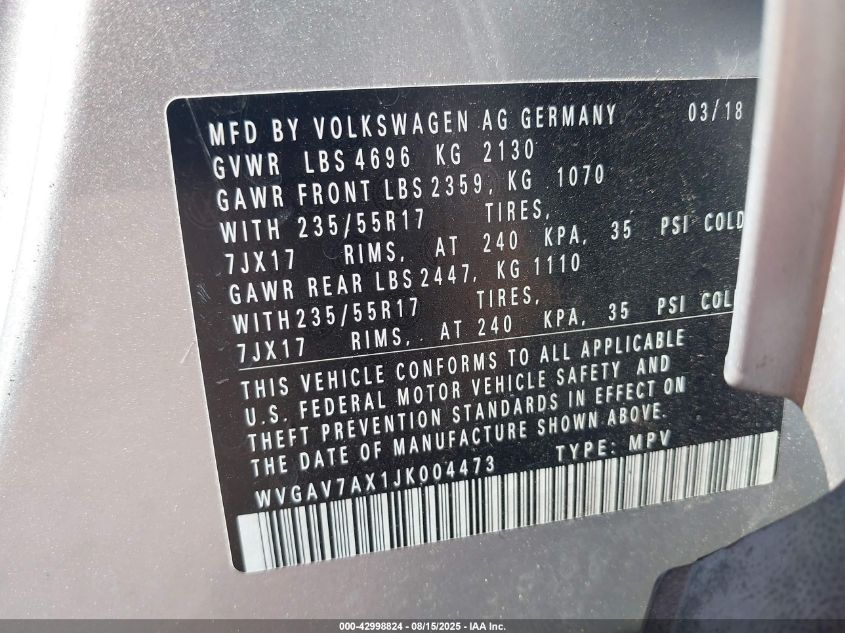 MFD BY VOLKSWAGEN AG GERMANY 03/18
GVWR LBS 4696 KG 2130
GAWR FRONT LBS 2359, KG 1070
WITH 235/55R17 TIRES,
7JX17 RIMS, AT 240 KPA, 35 PSI COLD
GAWR REAR LBS 2447, KG 1110
WITH 235/55R17 TIRES,
7JX17 RIMS, AT 240 KPA, 35 PSI COLD
THIS VEHICLE CONFORMS TO ALL APPLICABLE
U.S. FEDERAL MOTOR VEHICLE SAFETY AND
THEFT PREVENTION STANDARDS IN EFFECT ON
THE DATE OF MANUFACTURE SHOWN ABOVE.
WVGAV7AX1JK004473 TYPE: MPV
000-42998824 - 08/15/2025 - IAA Inc.